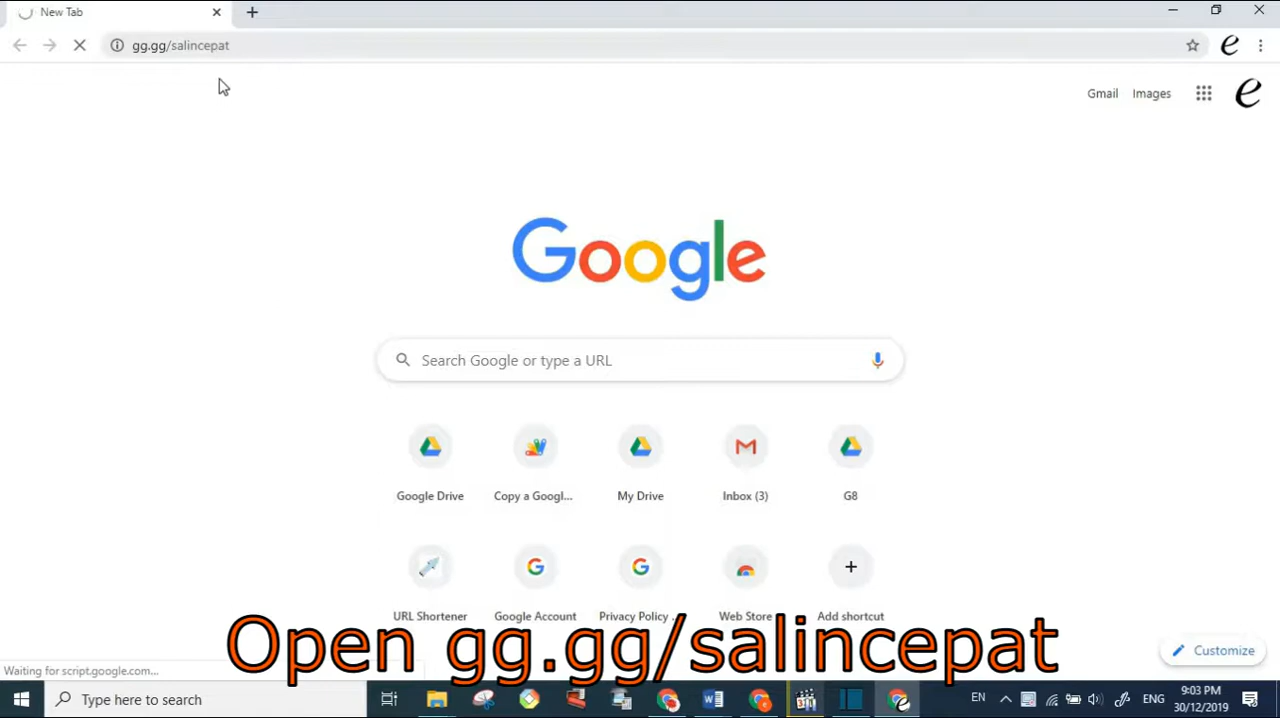 New Tab
gg.gg/salincepat
Gmail Images
Google
Search Google or type a URL
Google Drive Copy a Googl... My Drive Inbox (3) G8
URL Shortener Google Account Privacy Policy ... Web Store Add shortcut
Open gg.gg/salincepat
Customize
Waiting for script.google.com...
Type here to search
EN ENG 9:03 PM
30/12/2019